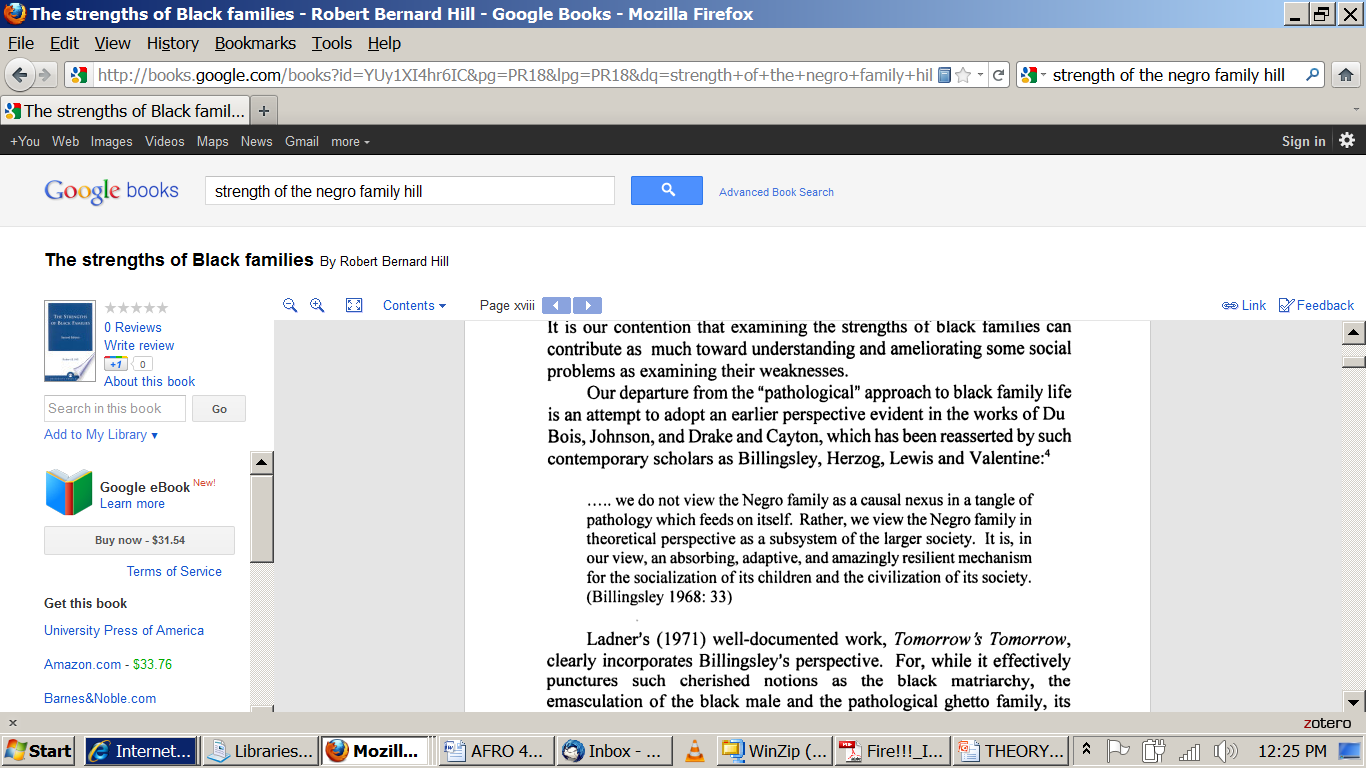 The strengths of Black families - Robert Bernard Hill - Google Books - Mozilla Firefox
File Edit View History Bookmarks Tools Help
http://books.google.com/books?id=YUy1XI4hr6IC&pg=PR18&lpg=PR18&dq=strength+of+the+negro+family+hil
strength of the negro family hill
The strengths of Black famil...
+You Web Images Videos Maps News Gmail more
Sign in
Google books
strength of the negro family hill
Advanced Book Search
The strengths of Black families By Robert Bernard Hill
THE STRENGTHS OF BLACK FAMILIES
0 Reviews
Write review
+1 0
About this book
Search in this book Go
Add to My Library ▾
Google eBook New!
Learn more
Buy now - $31.54
Terms of Service
Get this book
University Press of America
Amazon.com - $33.76
Barnes&Noble.com
Contents Page xviii Link Feedback
It is our contention that examining the strengths of black families can
contribute as much toward understanding and ameliorating some social
problems as examining their weaknesses.
Our departure from the "pathological" approach to black family life
is an attempt to adopt an earlier perspective evident in the works of Du
Bois, Johnson, and Drake and Cayton, which has been reasserted by such
contemporary scholars as Billingsley, Herzog, Lewis and Valentine:⁴
..... we do not view the Negro family as a causal nexus in a tangle of
pathology which feeds on itself. Rather, we view the Negro family in
theoretical perspective as a subsystem of the larger society. It is, in
our view, an absorbing, adaptive, and amazingly resilient mechanism
for the socialization of its children and the civilization of its society.
(Billingsley 1968: 33)
Ladner's (1971) well-documented work, Tomorrow's Tomorrow,
clearly incorporates Billingsley's perspective. For, while it effectively
punctures such cherished notions as the black matriarchy, the
emasculation of the black male and the pathological ghetto family, its
x zotero
Start Internet... Libraries... Mozill... AFRO 4... Inbox - ... WinZip (... Fire!!!_I... THEORY... 12:25 PM